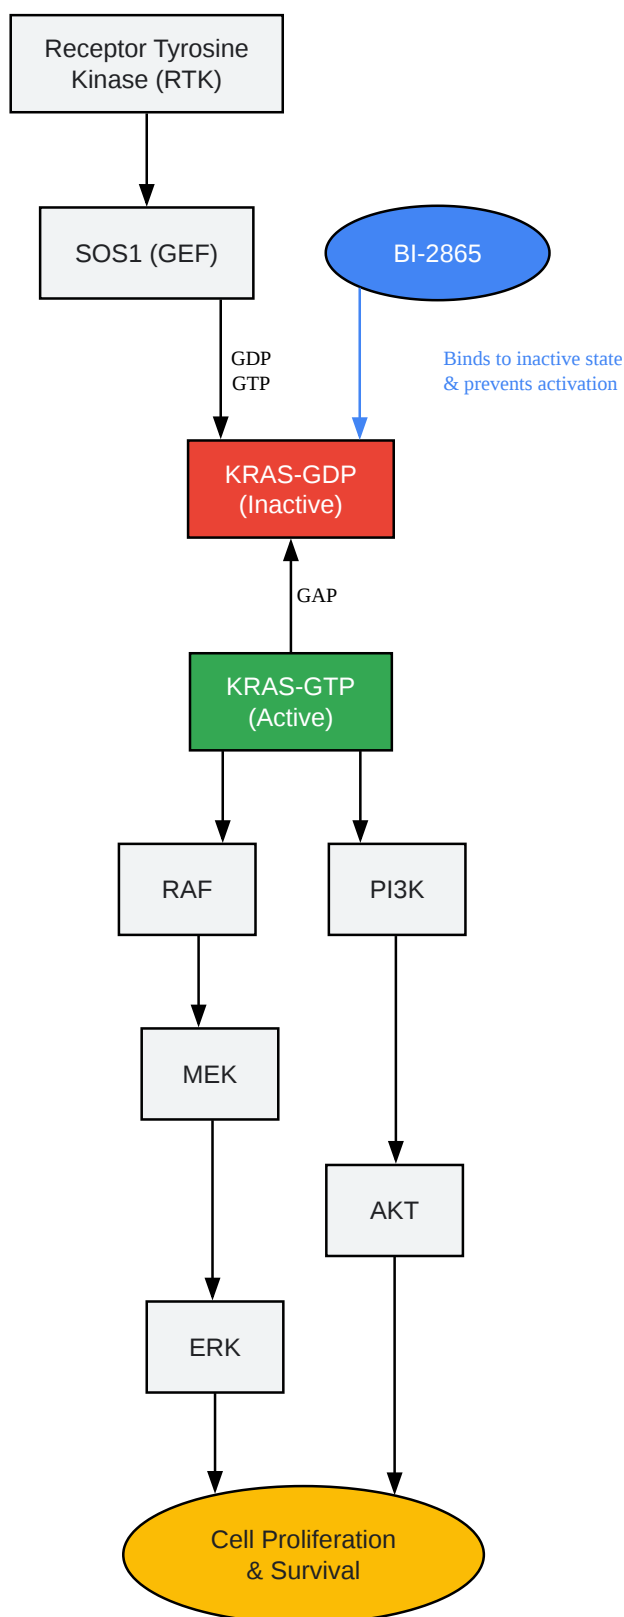 Receptor Tyrosine
Kinase (RTK)
SOS1 (GEF)
BI-2865
GDP
GTP
Binds to inactive state
& prevents activation
KRAS-GDP
(Inactive)
GAP
KRAS-GTP
(Active)
RAF
PI3K
MEK
AKT
ERK
Cell Proliferation
& Survival